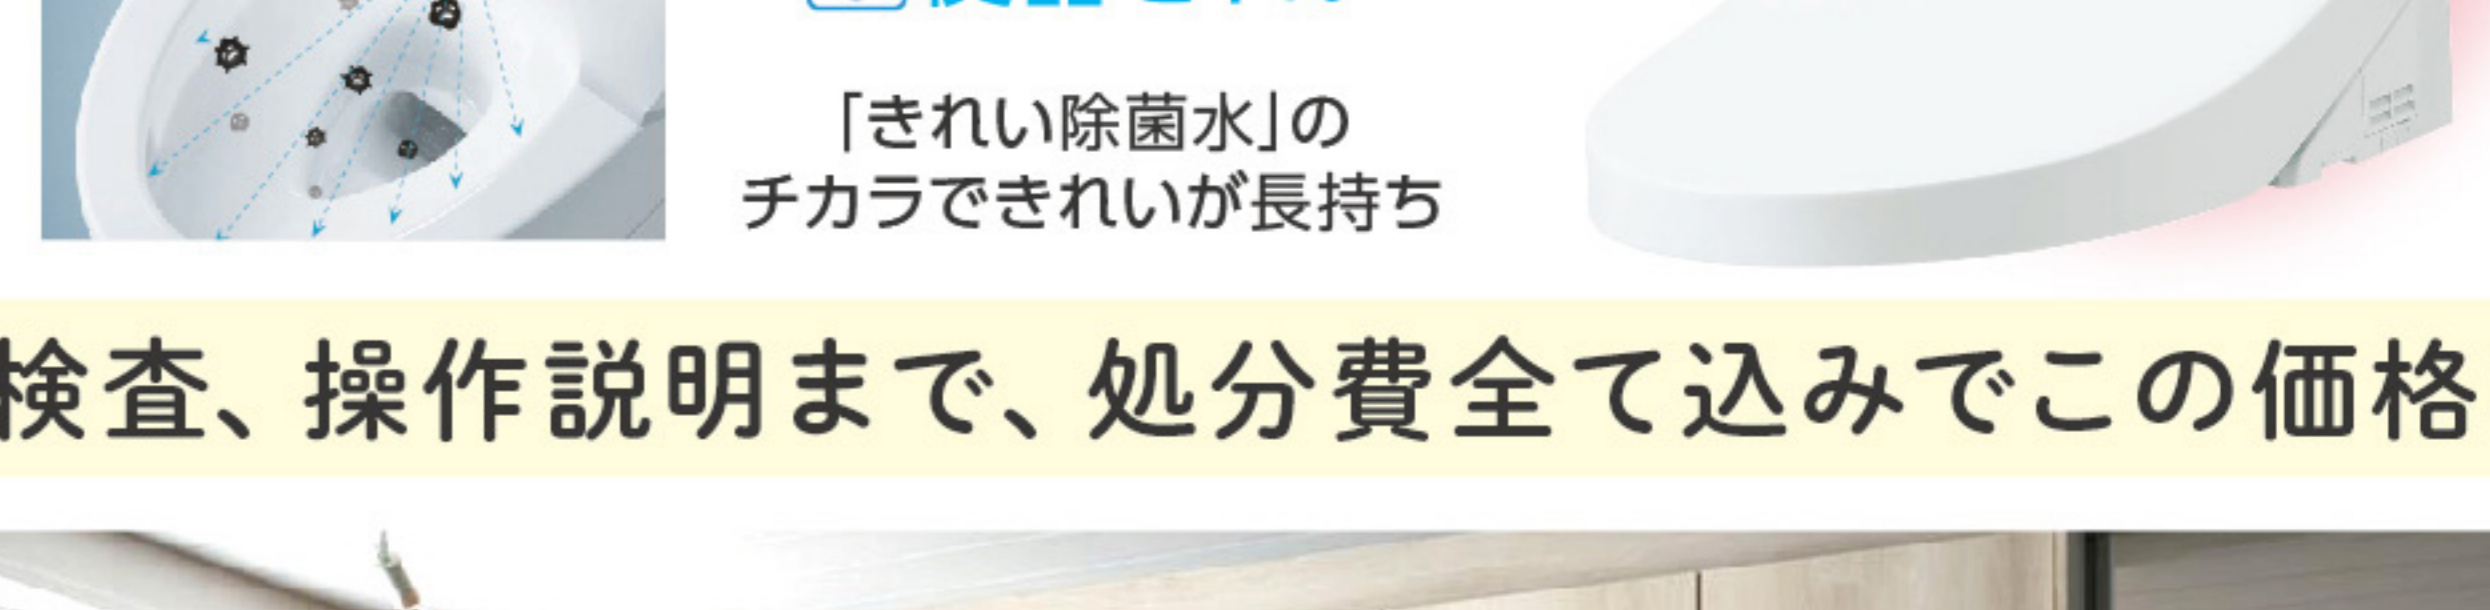 「きれい除菌水」の
チカラできれいが長持ち
検査、操作説明まで、処分費全て込みでこの価格